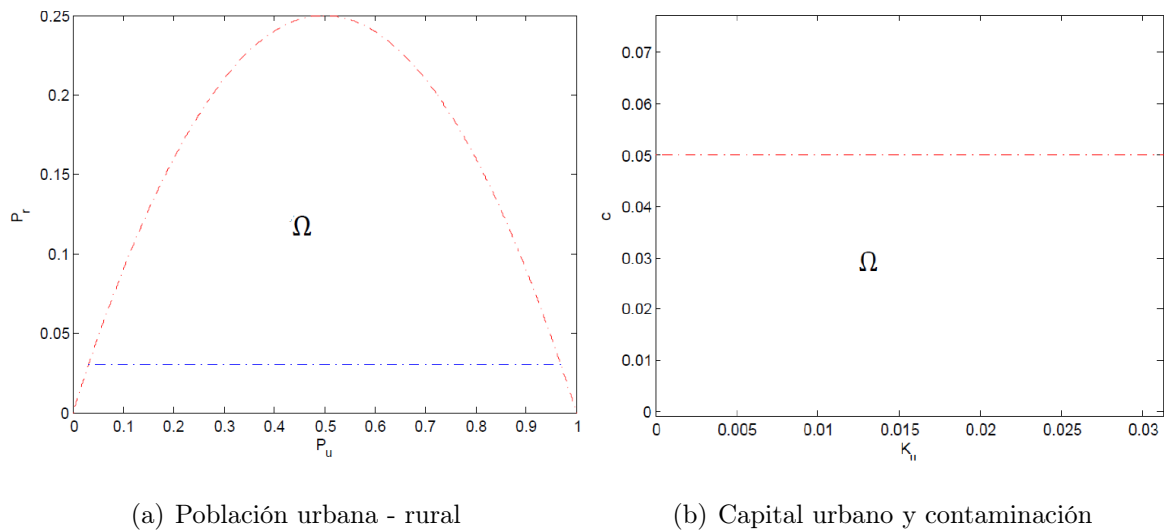 0.25
0.2
0.15
0.1
0.05
0
P_r
Ω
0 0.1 0.2 0.3 0.4 0.5 0.6 0.7 0.8 0.9 1
P_u
(a) Población urbana - rural
0.07
0.06
0.05
0.04
0.03
0.02
0.01
0
c
Ω
0 0.005 0.01 0.015 0.02 0.025 0.03
K_u
(b) Capital urbano y contaminación